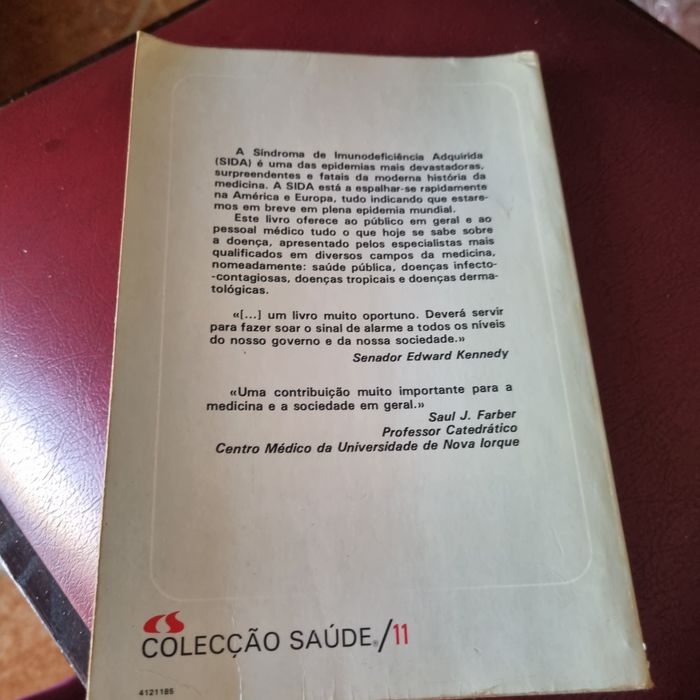 A Síndroma de Imunodeficiência Adquirida
(SIDA) é uma das epidemias mais devastadoras,
surpreendentes e fatais da moderna história da
medicina. A SIDA está a espalhar-se rapidamente
na América e Europa, tudo indicando que estare-
mos em breve em plena epidemia mundial.
Este livro oferece ao público em geral e ao
pessoal médico tudo o que hoje se sabe sobre
a doença, apresentado pelos especialistas mais
qualificados em diversos campos da medicina,
nomeadamente: saúde pública, doenças infecto-
-contagiosas, doenças tropicais e doenças derma-
tológicas.
«[...] um livro muito oportuno. Deverá servir
para fazer soar o sinal de alarme a todos os níveis
do nosso governo e da nossa sociedade.»
Senador Edward Kennedy
«Uma contribuição muito importante para a
medicina e a sociedade em geral.»
Saul J. Farber
Professor Catedrático
Centro Médico da Universidade de Nova Iorque
CS
COLECÇÃO SAÚDE/11
4121185